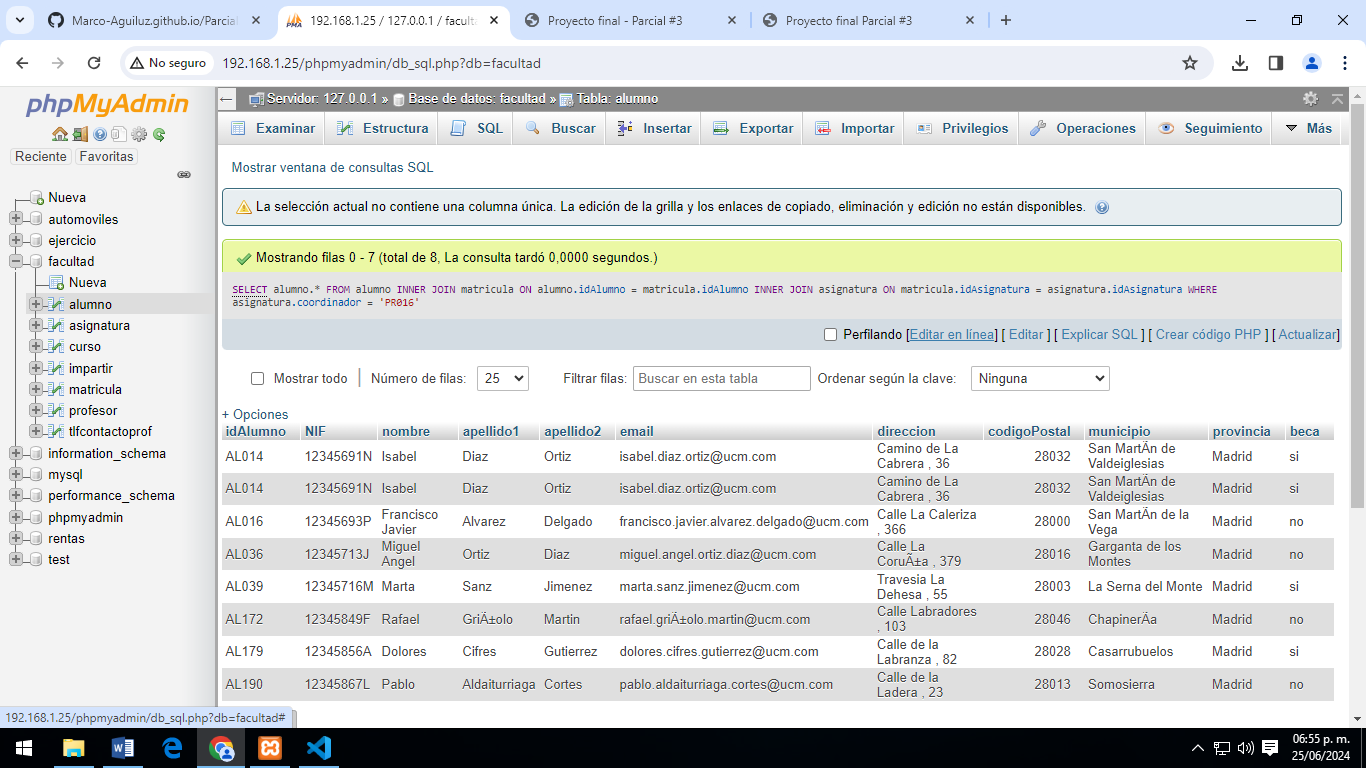 Marco-Aguiluz.github.io/Parcial
192.168.1.25 / 127.0.0.1 / faculta
Proyecto final - Parcial #3
Proyecto final Parcial #3
No seguro
192.168.1.25/phpmyadmin/db_sql.php?db=facultad
phpMyAdmin
Reciente
Favoritas
Nueva
automoviles
ejercicio
facultad
Nueva
alumno
asignatura
curso
impartir
matricula
profesor
tlfcontactoprof
information_schema
mysql
performance_schema
phpmyadmin
rentas
test
Servidor: 127.0.0.1 » Base de datos: facultad » Tabla: alumno
Examinar Estructura SQL Buscar Insertar Exportar Importar Privilegios Operaciones Seguimiento Más
Mostrar ventana de consultas SQL
La selección actual no contiene una columna única. La edición de la grilla y los enlaces de copiado, eliminación y edición no están disponibles.
Mostrando filas 0 - 7 (total de 8, La consulta tardó 0,0000 segundos.)
SELECT alumno.* FROM alumno INNER JOIN matricula ON alumno.idAlumno = matricula.idAlumno INNER JOIN asignatura ON matricula.idAsignatura = asignatura.idAsignatura WHERE
asignatura.coordinador = 'PR016'
Perfilando [Editar en línea] [ Editar ] [ Explicar SQL ] [ Crear código PHP ] [ Actualizar]
Mostrar todo | Número de filas: 25 Filtrar filas: Buscar en esta tabla Ordenar según la clave: Ninguna
+ Opciones
idAlumno NIF nombre apellido1 apellido2 email direccion codigoPostal municipio provincia beca
AL014 12345691N Isabel Diaz Ortiz isabel.diaz.ortiz@ucm.com Camino de La Cabrera , 36 28032 San MartÃn de Valdeiglesias Madrid si
AL014 12345691N Isabel Diaz Ortiz isabel.diaz.ortiz@ucm.com Camino de La Cabrera , 36 28032 San MartÃn de Valdeiglesias Madrid si
AL016 12345693P Francisco Javier Alvarez Delgado francisco.javier.alvarez.delgado@ucm.com Calle La Caleriza , 366 28000 San MartÃn de la Vega Madrid no
AL036 12345713J Miguel Angel Ortiz Diaz miguel.angel.ortiz.diaz@ucm.com Calle La CoruÃ±a , 379 28016 Garganta de los Montes Madrid no
AL039 12345716M Marta Sanz Jimenez marta.sanz.jimenez@ucm.com Travesia La Dehesa , 55 28003 La Serna del Monte Madrid si
AL172 12345849F Rafael GriÃ±olo Martin rafael.griÃ±olo.martin@ucm.com Calle Labradores , 103 28046 ChapinerÃa Madrid no
AL179 12345856A Dolores Cifres Gutierrez dolores.cifres.gutierrez@ucm.com Calle de la Labranza , 82 28028 Casarrubuelos Madrid si
AL190 12345867L Pablo Aldaiturriaga Cortes pablo.aldaiturriaga.cortes@ucm.com Calle de la Ladera , 23 28013 Somosierra Madrid no
192.168.1.25/phpmyadmin/db_sql.php?db=facultad#
06:55 p. m.
25/06/2024